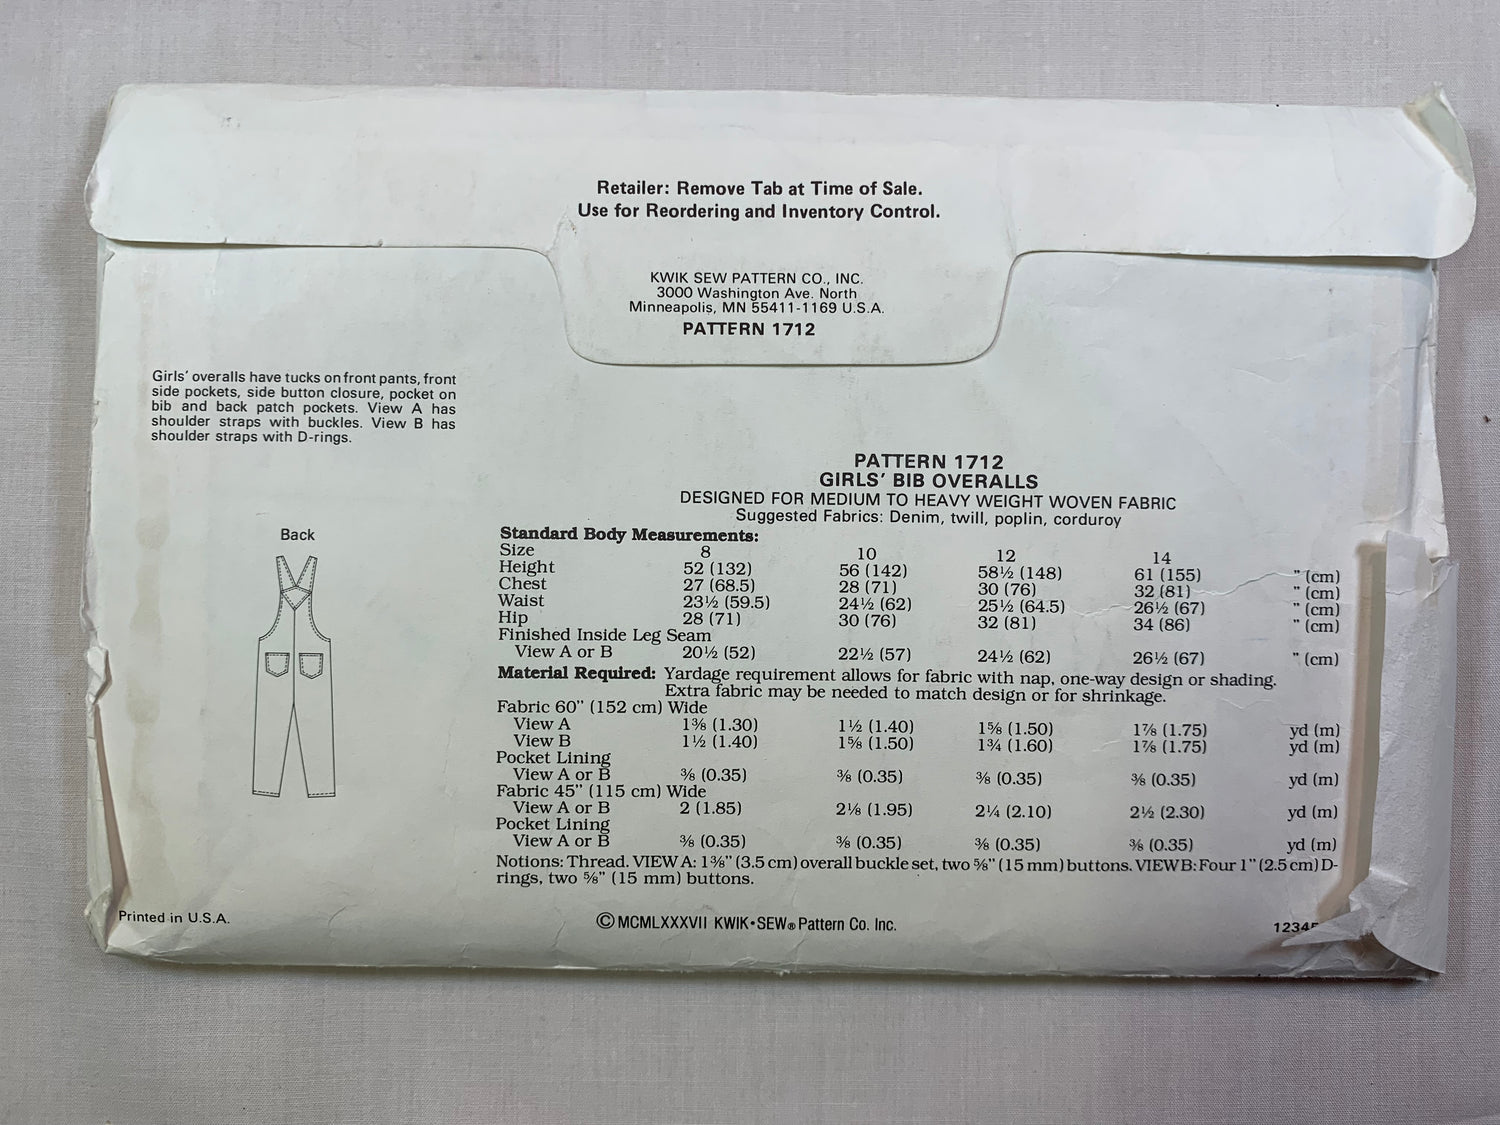 Retailer: Remove Tab at Time of Sale.
Use for Reordering and Inventory Control.
KWIK SEW PATTERN CO., INC.
3000 Washington Ave. North
Minneapolis, MN 55411-1169 U.S.A.
PATTERN 1712
Girls' overalls have tucks on front pants, front
side pockets, side button closure, pocket on
bib and back patch pockets. View A has
shoulder straps with buckles. View B has
shoulder straps with D-rings.
Back
PATTERN 1712
GIRLS' BIB OVERALLS
DESIGNED FOR MEDIUM TO HEAVY WEIGHT WOVEN FABRIC
Suggested Fabrics: Denim, twill, poplin, corduroy
Standard Body Measurements:
Size 8 10 12 14
Height 52 (132) 56 (142) 58½ (148) 61 (155) " (cm)
Chest 27 (68.5) 28 (71) 30 (76) 32 (81) " (cm)
Waist 23½ (59.5) 24½ (62) 25½ (64.5) 26½ (67) " (cm)
Hip 28 (71) 30 (76) 32 (81) 34 (86) " (cm)
Finished Inside Leg Seam
View A or B 20½ (52) 22½ (57) 24½ (62) 26½ (67) " (cm)
Material Required: Yardage requirement allows for fabric with nap, one-way design or shading.
Extra fabric may be needed to match design or for shrinkage.
Fabric 60" (152 cm) Wide
View A 1⅜ (1.30) 1½ (1.40) 1⅝ (1.50) 1⅞ (1.75) yd (m)
View B 1½ (1.40) 1⅝ (1.50) 1¾ (1.60) 1⅞ (1.75) yd (m)
Pocket Lining
View A or B ⅜ (0.35) ⅜ (0.35) ⅜ (0.35) ⅜ (0.35) yd (m)
Fabric 45" (115 cm) Wide
View A or B 2 (1.85) 2⅛ (1.95) 2¼ (2.10) 2½ (2.30) yd (m)
Pocket Lining
View A or B ⅜ (0.35) ⅜ (0.35) ⅜ (0.35) ⅜ (0.35) yd (m)
Notions: Thread. VIEW A: 1⅜" (3.5 cm) overall buckle set, two ⅝" (15 mm) buttons. VIEW B: Four 1" (2.5 cm) D-
rings, two ⅝" (15 mm) buttons.
Printed in U.S.A.
© MCMLXXXVII KWIK•SEW® Pattern Co. Inc.
1234